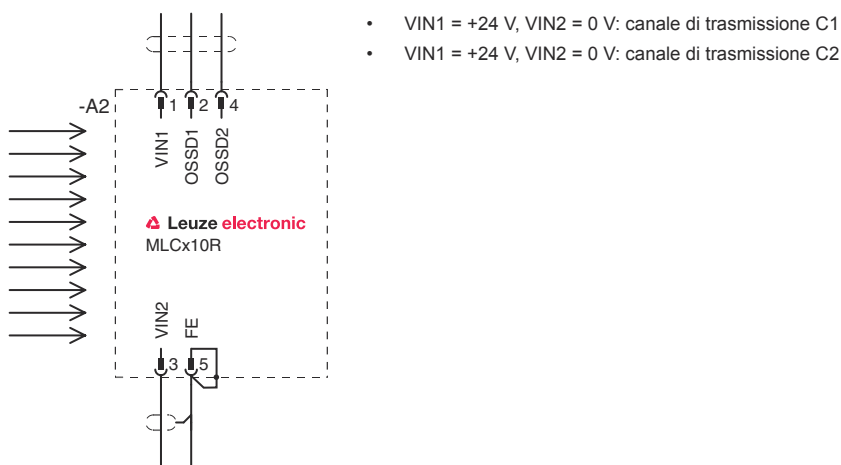 • VIN1 = +24 V, VIN2 = 0 V: canale di trasmissione C1
• VIN1 = +24 V, VIN2 = 0 V: canale di trasmissione C2
-A2
1 2 4
VIN1
OSSD1
OSSD2
Leuze electronic
MLCx10R
VIN2
FE
3 5